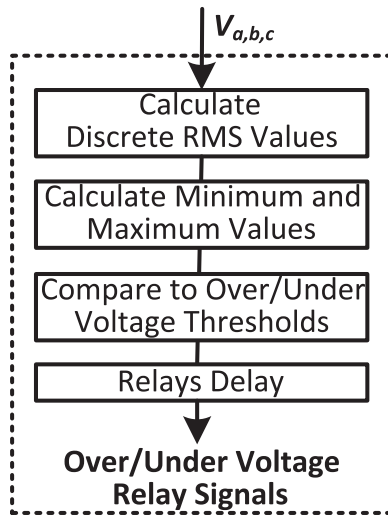 Va,b,c
Calculate
Discrete RMS Values
Calculate Minimum and
Maximum Values
Compare to Over/Under
Voltage Thresholds
Relays Delay
Over/Under Voltage
Relay Signals